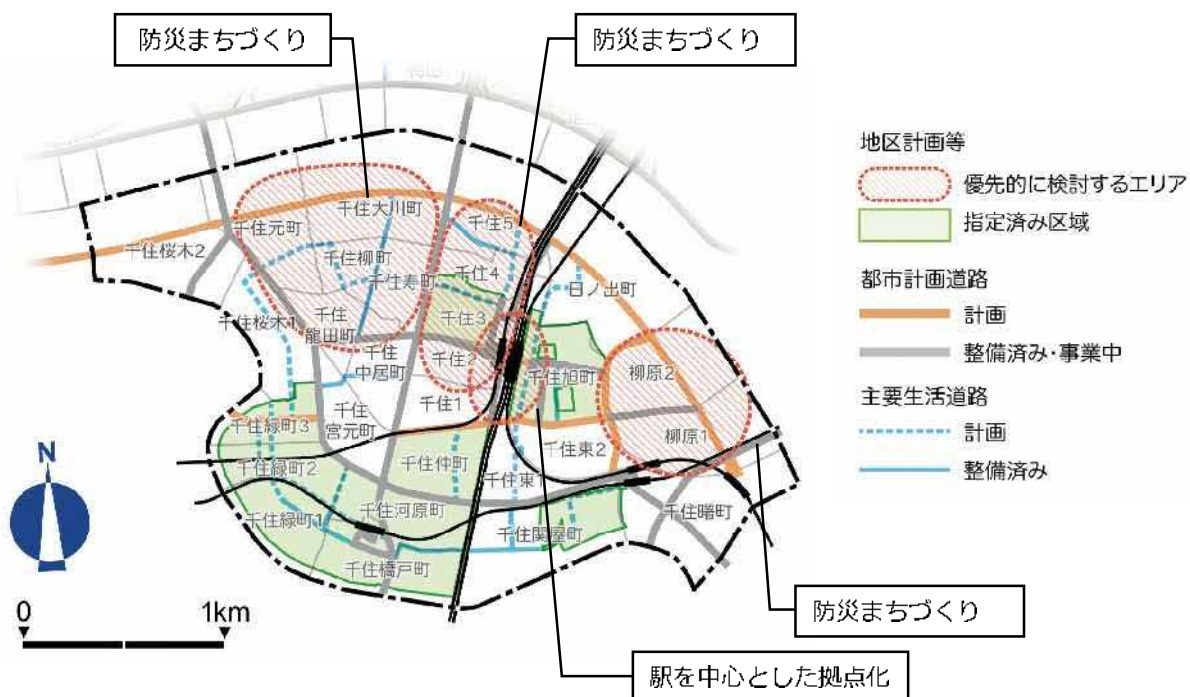 防災まちづくり
防災まちづくり
地区計画等
優先的に検討するエリア
指定済み区域
都市計画道路
計画
整備済み・事業中
主要生活道路
計画
整備済み
千住大川町
千住5
千住元町
千住桜木2
千住柳町
千住4
千住寿町
日ノ出町
千住桜木1
千住
龍田町
千住3
千住
中居町
千住2
千住旭町
柳原2
千住1
千住
宮元町
千住緑町3
柳原1
千住東2
千住仲町
千住緑町2
千住東1
千住河原町
千住曙町
千住緑町1
千住関屋町
千住橋戸町
N
0
1km
防災まちづくり
駅を中心とした拠点化